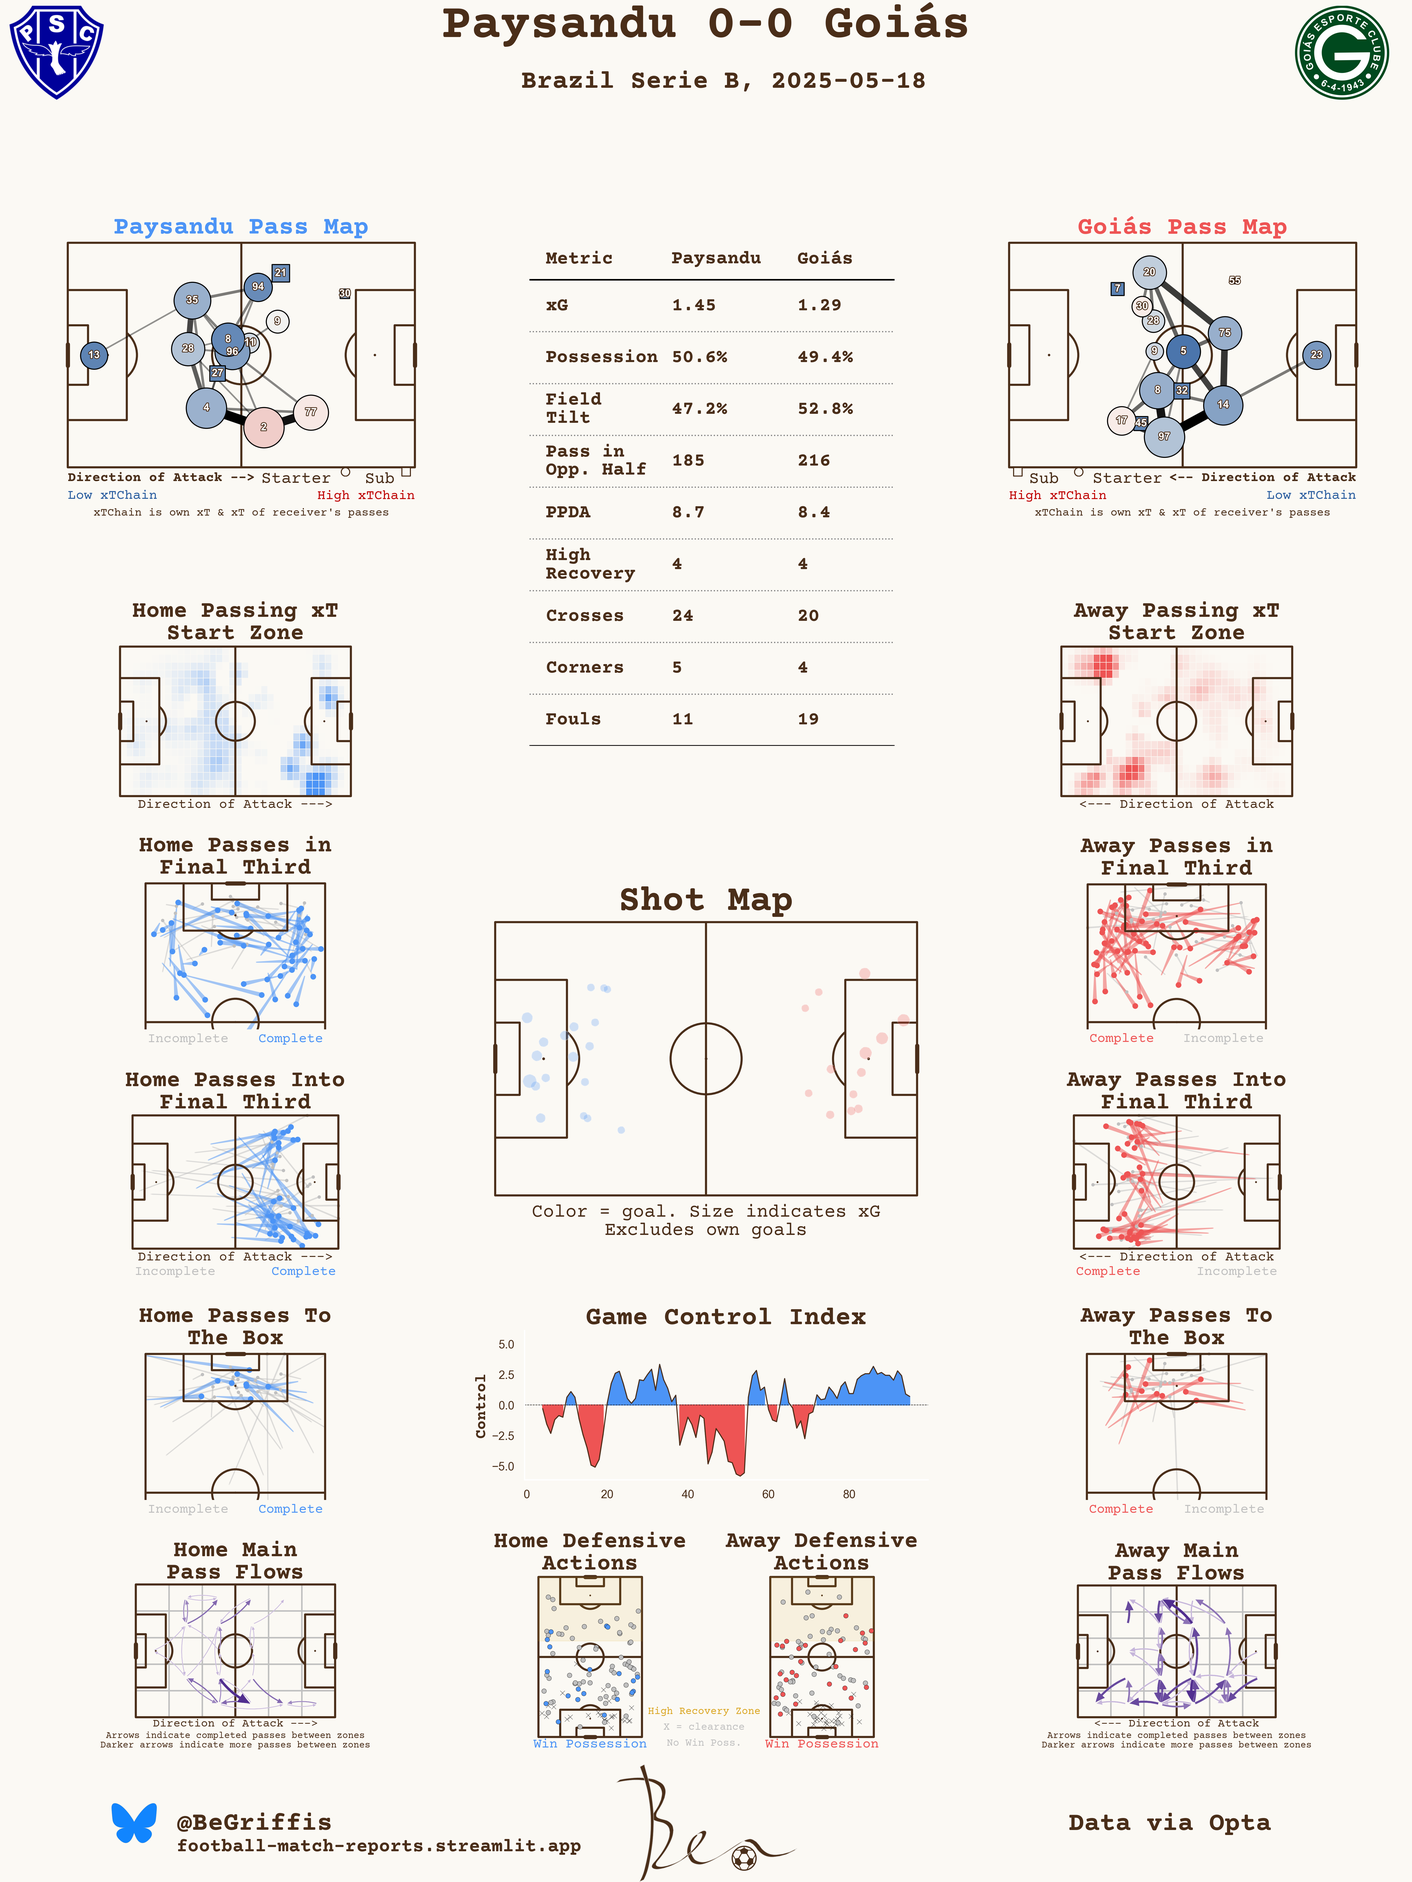 Paysandu 0-0 Goiás
Brazil Serie B, 2025-05-18
P S C
GOIÁS ESPORTE CLUBE
G
6-4-1943
Paysandu Pass Map
21
94
35
30
9
8
11
28
96
13
27
4
77
2
Direction of Attack --> Starter Sub
Low xTChain High xTChain
xTChain is own xT & xT of receiver's passes
Metric Paysandu Goiás
xG 1.45 1.29
Possession 50.6% 49.4%
Field
Tilt 47.2% 52.8%
Pass in
Opp. Half 185 216
PPDA 8.7 8.4
High
Recovery 4 4
Crosses 24 20
Corners 5 4
Fouls 11 19
Goiás Pass Map
20
55
7
30
28
75
9
5
23
8
32
14
17
45
97
Sub Starter <-- Direction of Attack
High xTChain Low xTChain
xTChain is own xT & xT of receiver's passes
Home Passing xT
Start Zone
Direction of Attack --->
Away Passing xT
Start Zone
<--- Direction of Attack
Home Passes in
Final Third
Incomplete Complete
Away Passes in
Final Third
Complete Incomplete
Shot Map
Color = goal. Size indicates xG
Excludes own goals
Home Passes Into
Final Third
Direction of Attack --->
Incomplete Complete
Away Passes Into
Final Third
<--- Direction of Attack
Complete Incomplete
Home Passes To
The Box
Incomplete Complete
Game Control Index
Control
5.0
2.5
0.0
−2.5
−5.0
0 20 40 60 80
Away Passes To
The Box
Complete Incomplete
Home Main
Pass Flows
Direction of Attack --->
Arrows indicate completed passes between zones
Darker arrows indicate more passes between zones
Home Defensive
Actions
Win Possession
Away Defensive
Actions
Win Possession
High Recovery Zone
X = clearance
No Win Poss.
Away Main
Pass Flows
<--- Direction of Attack
Arrows indicate completed passes between zones
Darker arrows indicate more passes between zones
@BeGriffis
football-match-reports.streamlit.app
Ben
Data via Opta